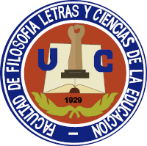 FACULTAD DE FILOSOFIA LETRAS Y CIENCIAS DE LA EDUCACION
U C
1929